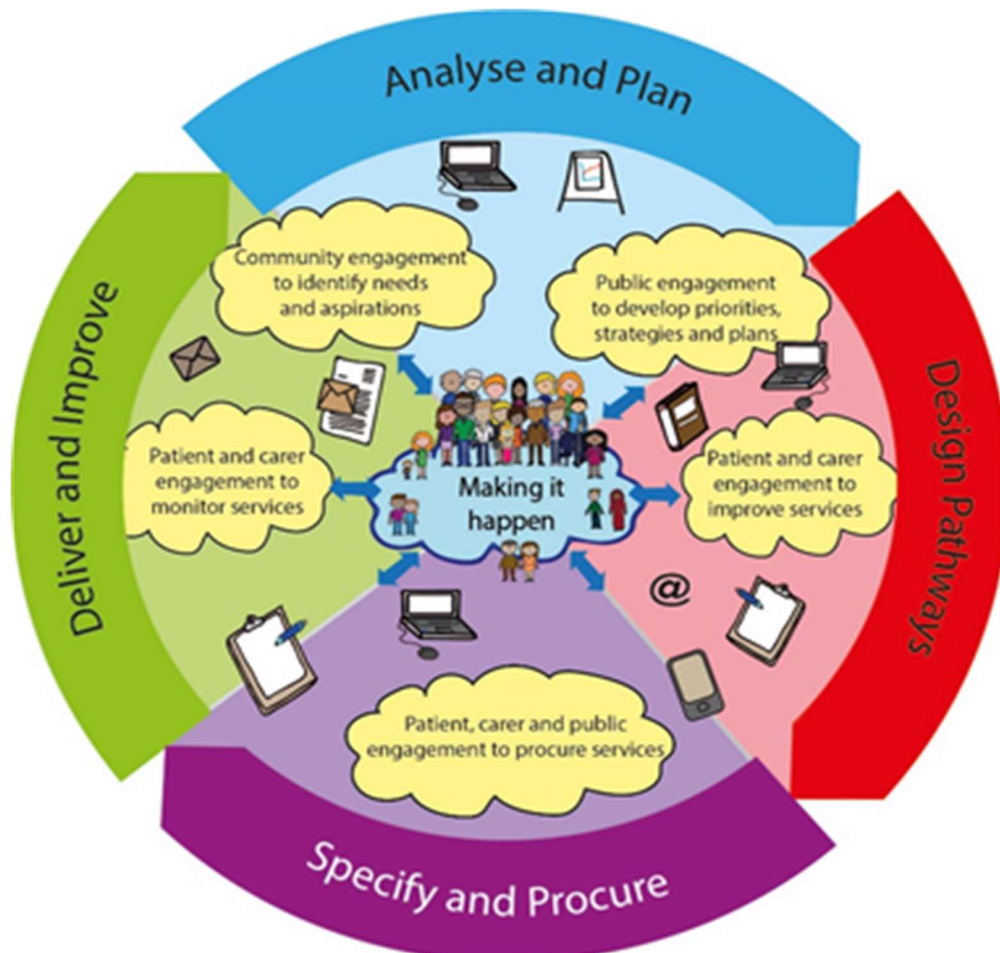 Analyse and Plan
Community engagement
to identify needs
and aspirations
Public engagement
to develop priorities,
strategies and plans
Design Pathways
Patient and carer
engagement to
improve services
Making it
happen
Patient and carer
engagement to
monitor services
Deliver and Improve
@
Patient, carer and public
engagement to procure services
Specify and Procure